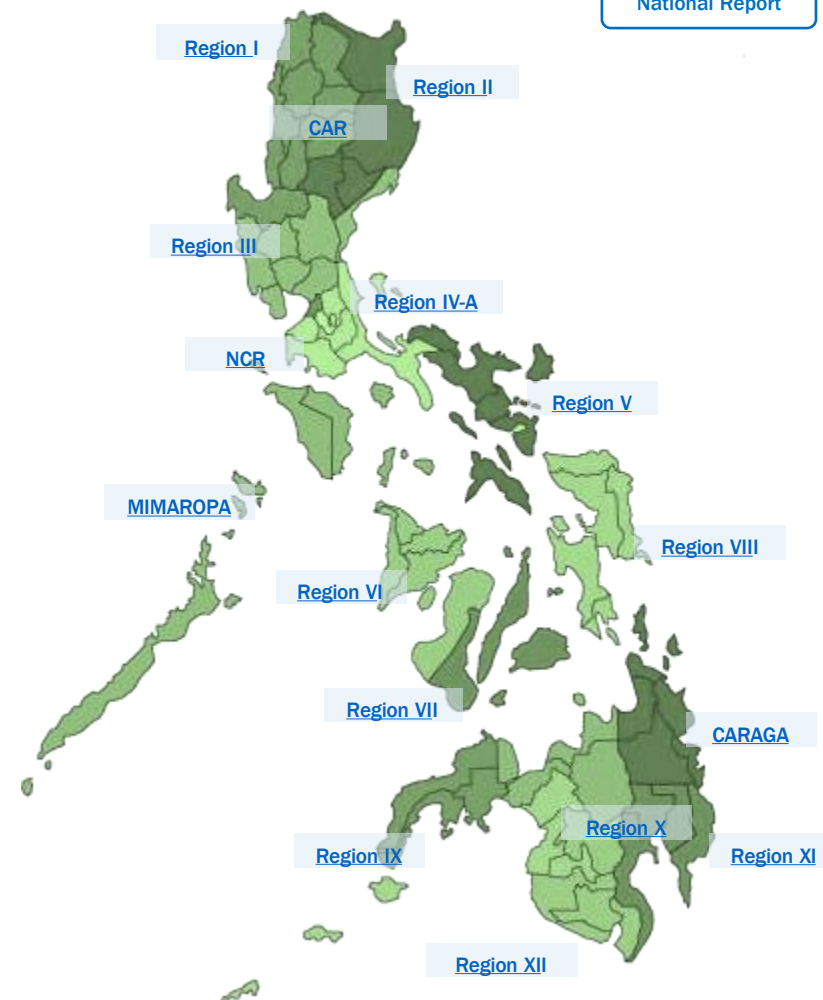 National Report
Region I
Region II
CAR
Region III
Region IV-A
NCR
Region V
MIMAROPA
Region VIII
Region VI
Region VII
CARAGA
Region X
Region IX
Region XI
Region XII